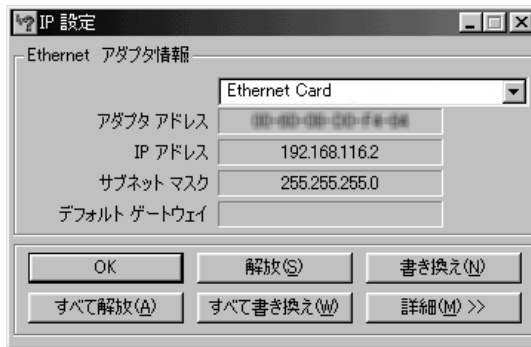 IP 設定
Ethernet アダプタ情報
Ethernet Card
アダプタ アドレス
IP アドレス 192.168.116.2
サブネット マスク 255.255.255.0
デフォルト ゲートウェイ
OK 解放(S) 書き換え(N)
すべて解放(A) すべて書き換え(W) 詳細(M) >>